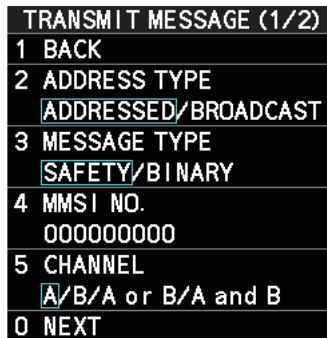 TRANSMIT MESSAGE (1/2)
1 BACK
2 ADDRESS TYPE
ADDRESSED/BROADCAST
3 MESSAGE TYPE
SAFETY/BINARY
4 MMSI NO.
000000000
5 CHANNEL
A/B/A or B/A and B
0 NEXT